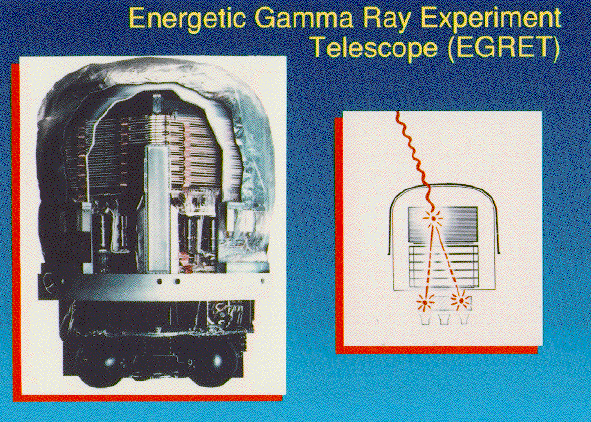 Energetic Gamma Ray Experiment
Telescope (EGRET)